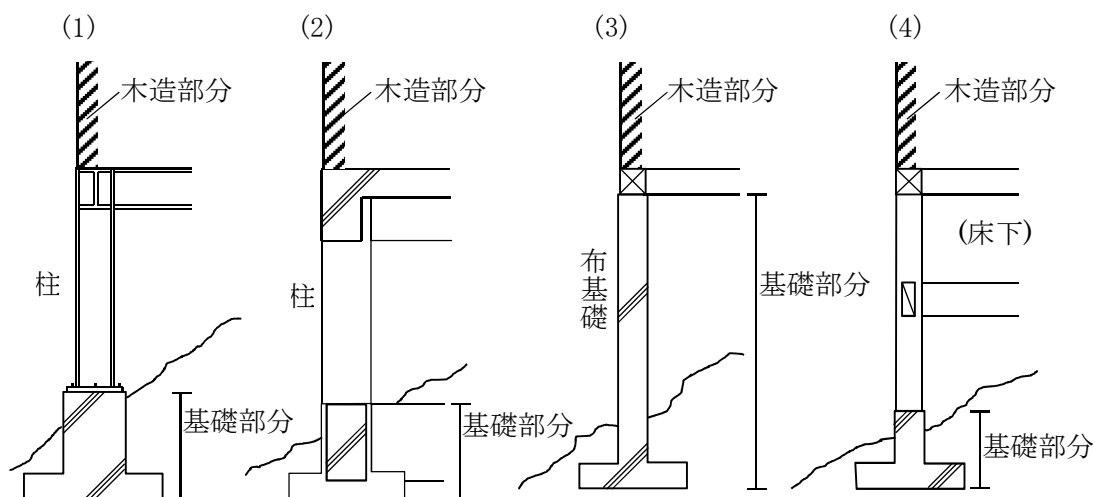 (1)
木造部分
柱
基礎部分
(2)
木造部分
柱
基礎部分
(3)
木造部分
布基礎
基礎部分
(4)
木造部分
(床下)
基礎部分